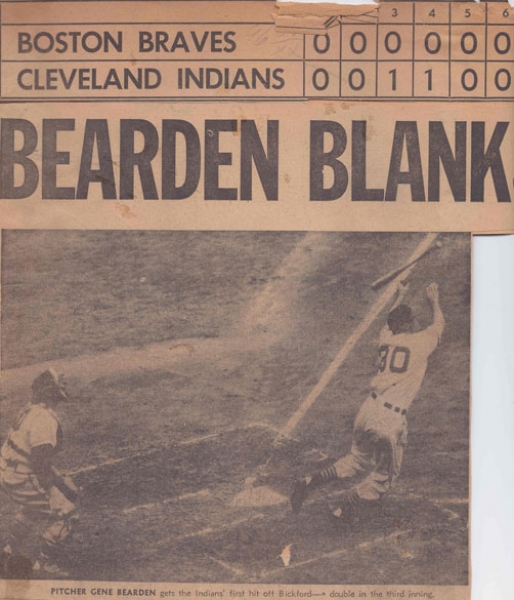 3 4 5 6
BOSTON BRAVES 0 0 0 0 0 0
CLEVELAND INDIANS 0 0 1 1 0 0
BEARDEN BLANK
30
PITCHER GENE BEARDEN gets the Indians' first hit off Bickford—a double in the third inning.